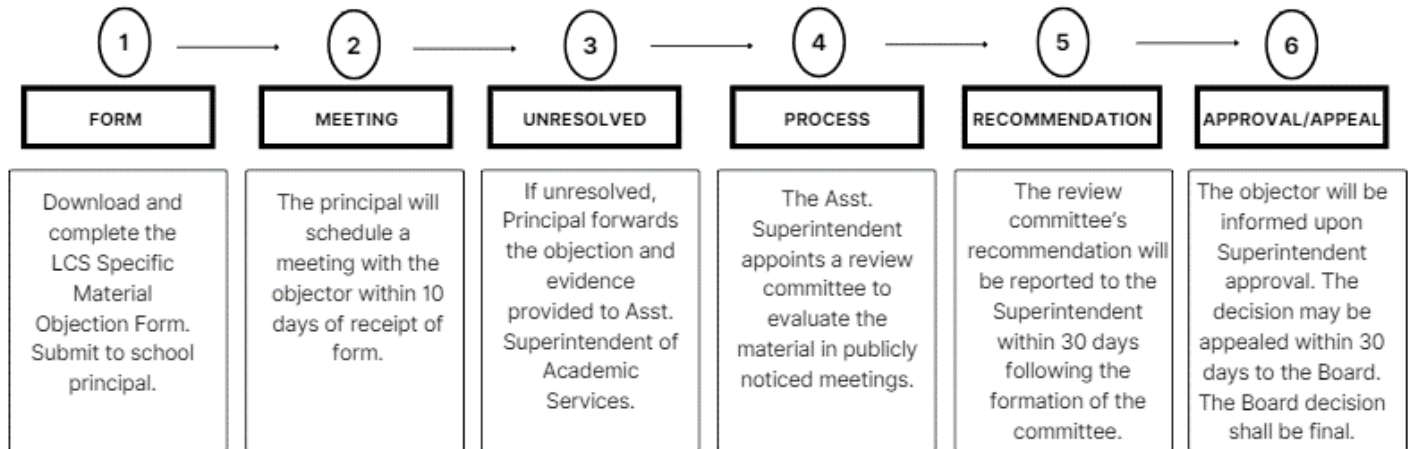 1
2
3
4
5
6
FORM
MEETING
UNRESOLVED
PROCESS
RECOMMENDATION
APPROVAL/APPEAL
Download and
complete the
LCS Specific
Material
Objection Form.
Submit to school
principal.
The principal will
schedule a
meeting with the
objector within 10
days of receipt of
form.
If unresolved,
Principal forwards
the objection and
evidence
provided to Asst.
Superintendent of
Academic
Services.
The Asst.
Superintendent
appoints a review
committee to
evaluate the
material in publicly
noticed meetings.
The review
committee’s
recommendation will
be reported to the
Superintendent
within 30 days
following the
formation of the
committee.
The objector will be
informed upon
Superintendent
approval. The
decision may be
appealed within 30
days to the Board.
The Board decision
shall be final.